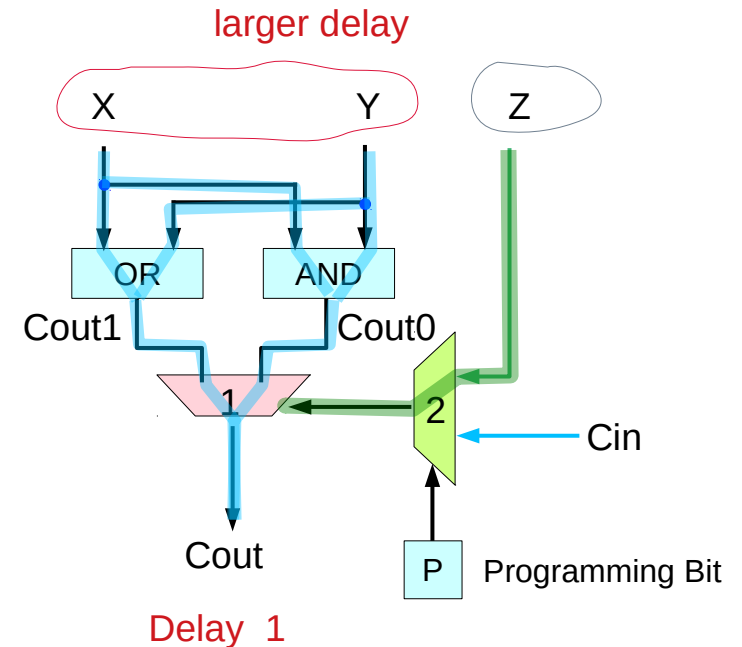 larger delay
X Y Z
OR AND
Cout1 Cout0
1 2
Cin
Cout
P Programming Bit
Delay 1